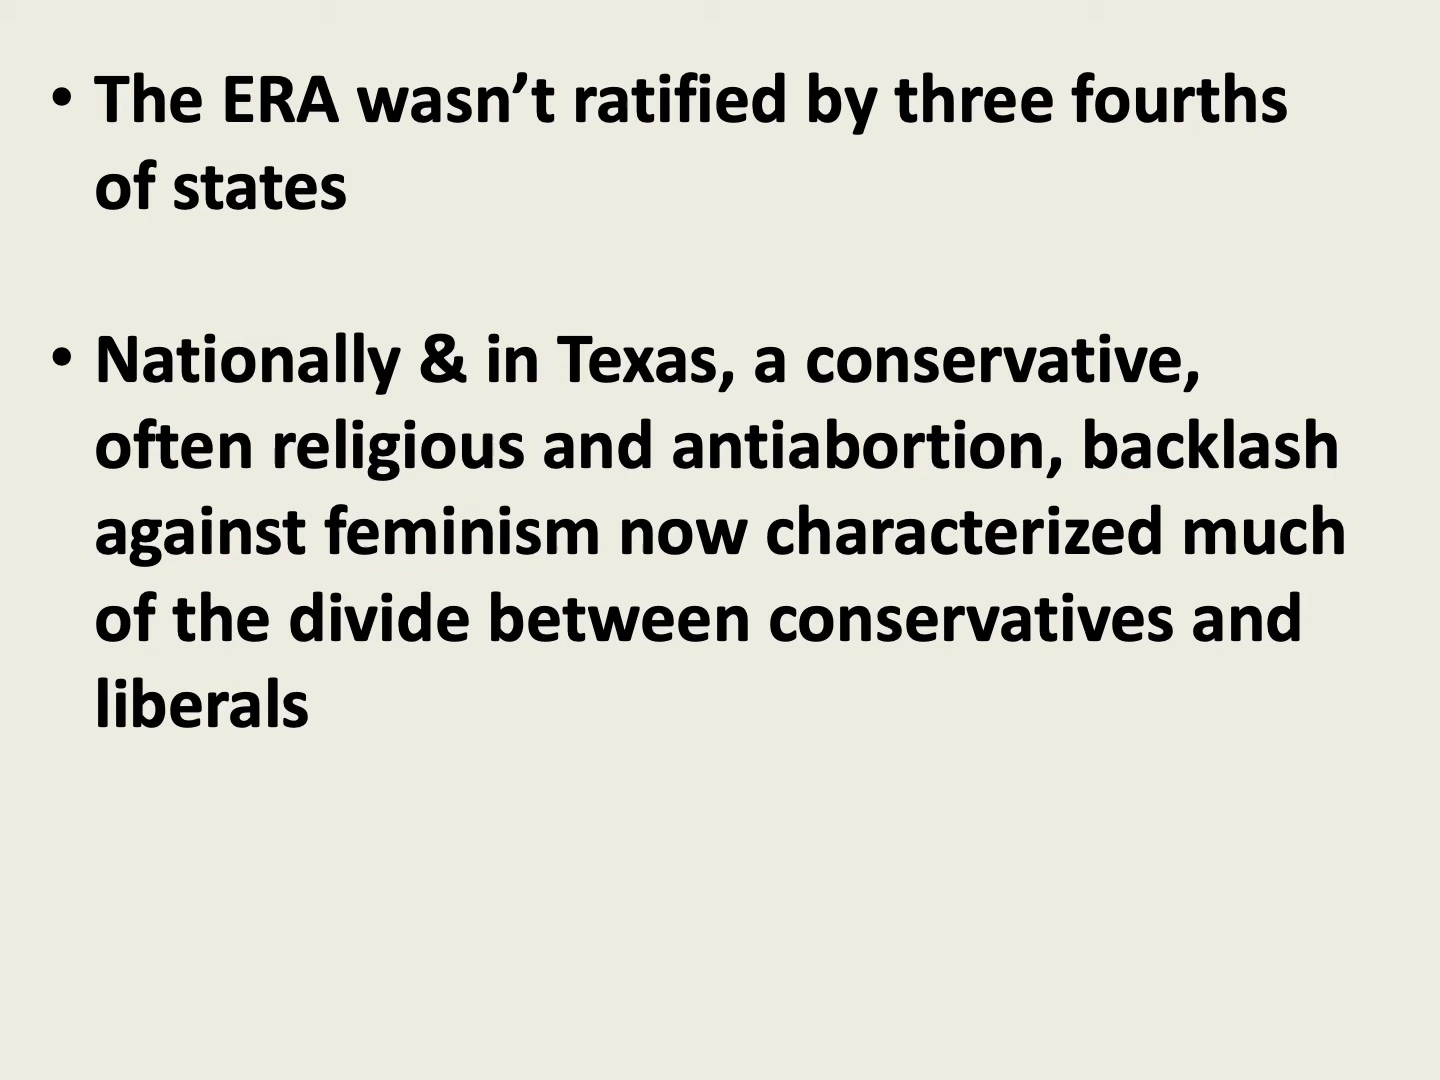 • The ERA wasn’t ratified by three fourths
of states
• Nationally & in Texas, a conservative,
often religious and antiabortion, backlash
against feminism now characterized much
of the divide between conservatives and
liberals